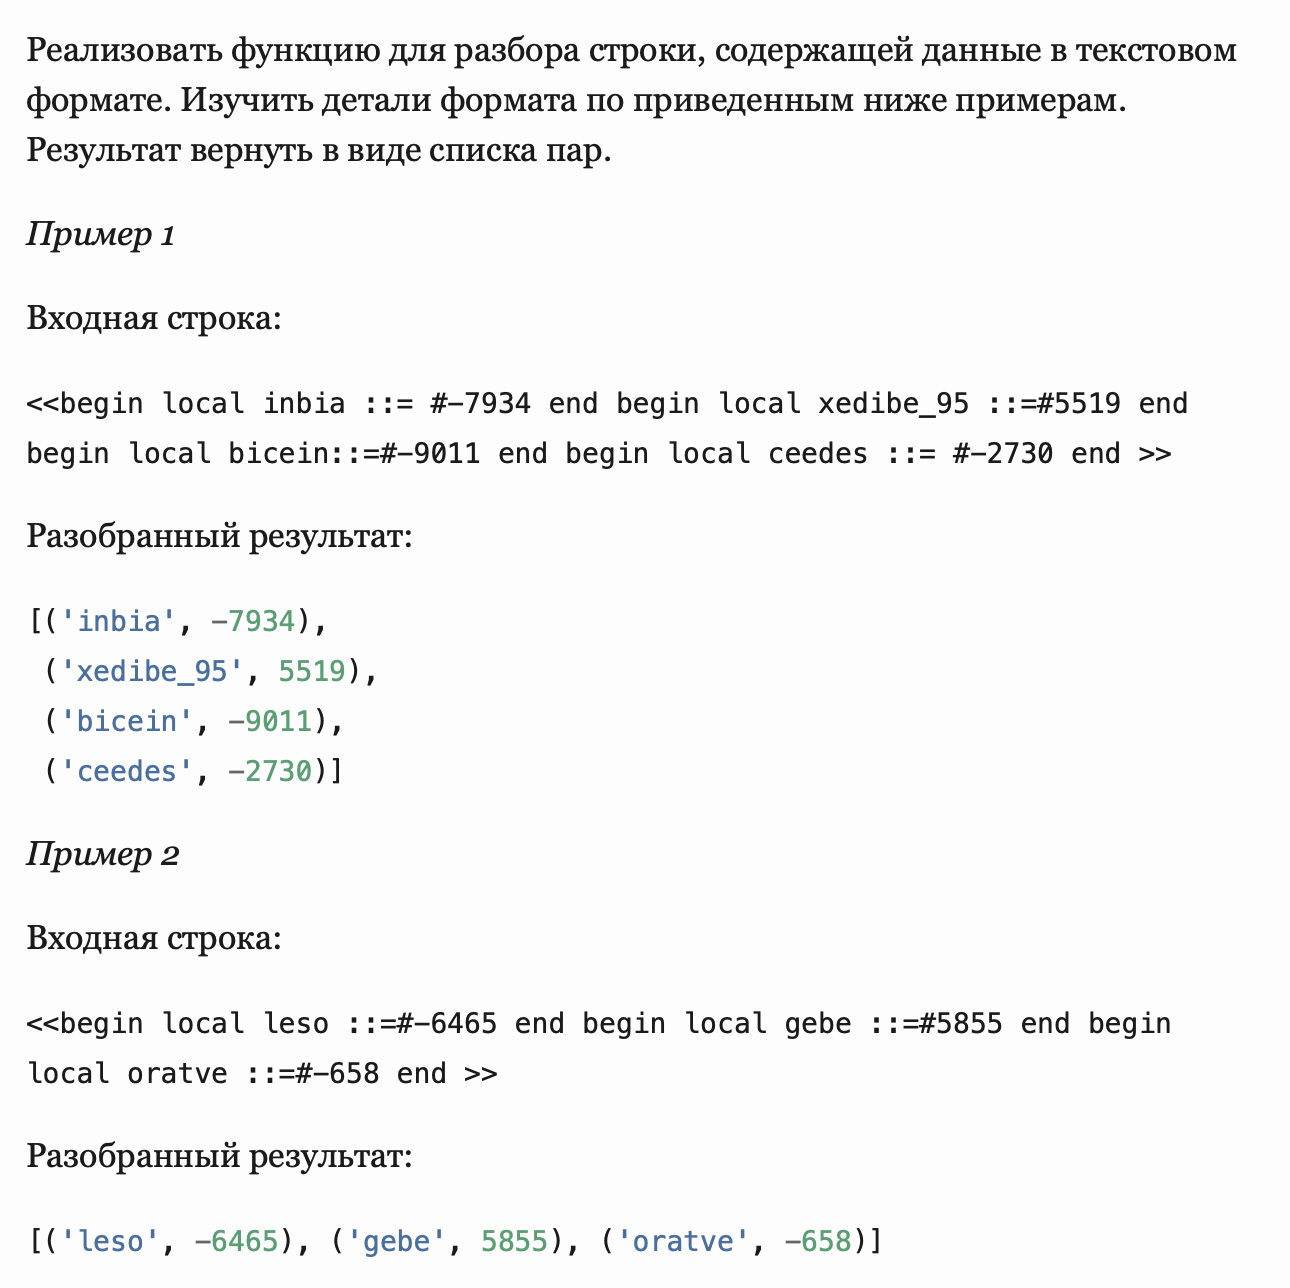 Реализовать функцию для разбора строки, содержащей данные в текстовом
формате. Изучить детали формата по приведенным ниже примерам.
Результат вернуть в виде списка пар.
Пример 1
Входная строка:
<<begin local inbia ::= #-7934 end begin local xedibe_95 ::=#5519 end
begin local bicein::=#-9011 end begin local ceedes ::= #-2730 end >>
Разобранный результат:
[('inbia', -7934),
 ('xedibe_95', 5519),
 ('bicein', -9011),
 ('ceedes', -2730)]
Пример 2
Входная строка:
<<begin local leso ::=#-6465 end begin local gebe ::=#5855 end begin
local oratve ::=#-658 end >>
Разобранный результат:
[('leso', -6465), ('gebe', 5855), ('oratve', -658)]